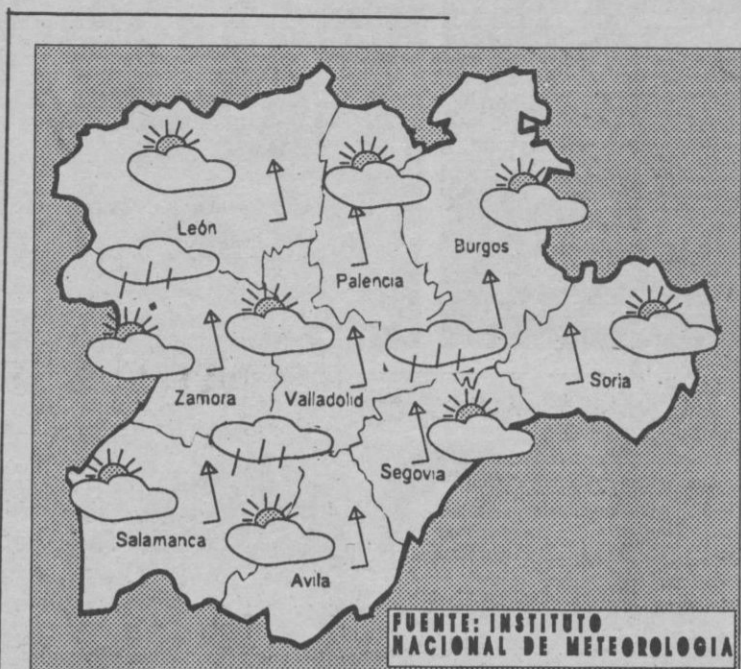 León
Palencia
Burgos
Zamora
Valladolid
Soria
Segovia
Salamanca
Avila
FUENTE: INSTITUTO
NACIONAL DE METEOROLOGIA